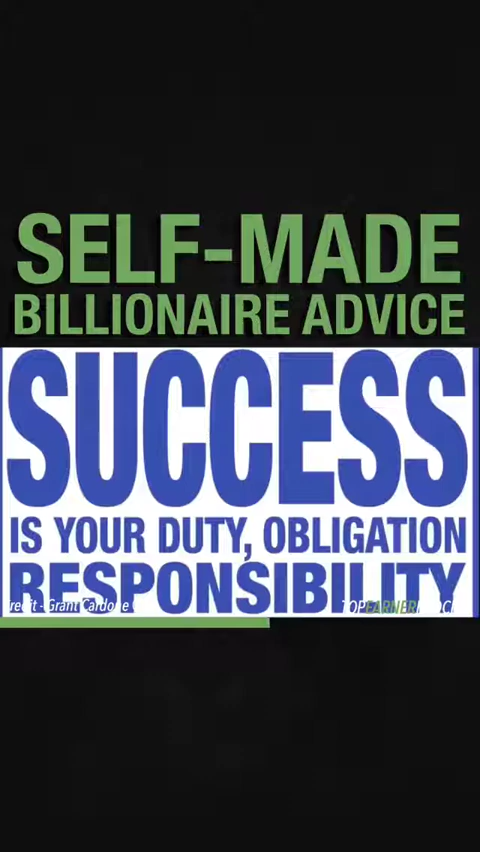 SELF-MADE
BILLIONAIRE ADVICE
SUCCESS
IS YOUR DUTY, OBLIGATION
RESPONSIBILITY
- Grant Cardone